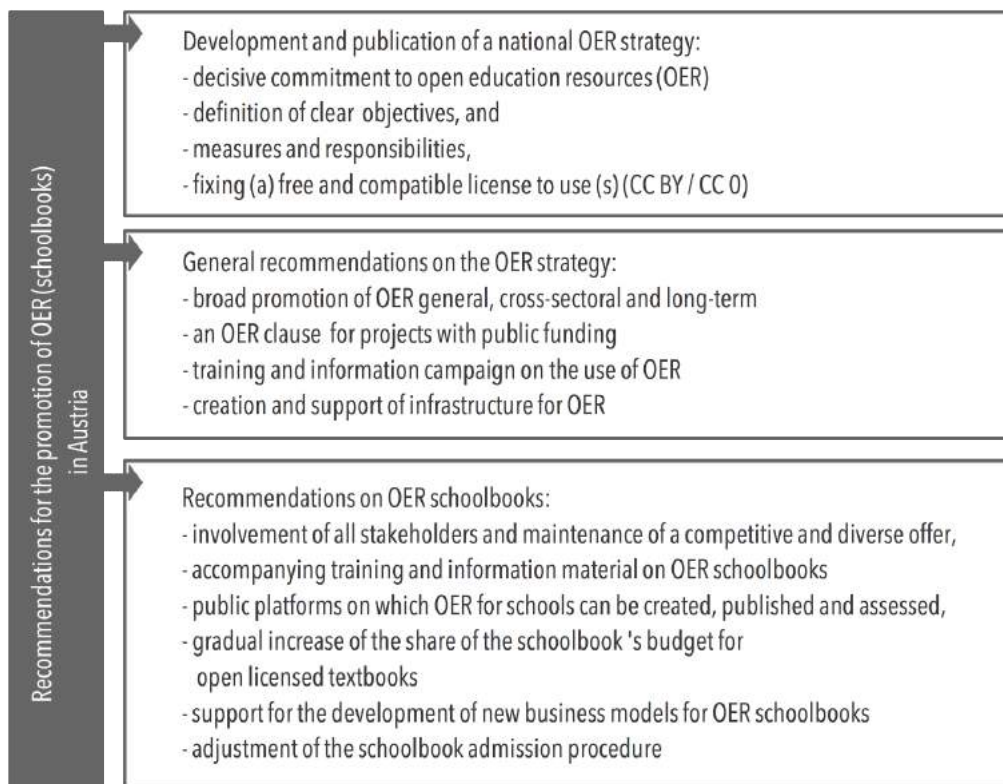 Recommendations for the promotion of OER (schoolbooks)
in Austria
Development and publication of a national OER strategy:
- decisive commitment to open education resources (OER)
- definition of clear objectives, and
- measures and responsibilities,
- fixing (a) free and compatible license to use (s) (CC BY / CC 0)
General recommendations on the OER strategy:
- broad promotion of OER general, cross-sectoral and long-term
- an OER clause for projects with public funding
- training and information campaign on the use of OER
- creation and support of infrastructure for OER
Recommendations on OER schoolbooks:
- involvement of all stakeholders and maintenance of a competitive and diverse offer,
- accompanying training and information material on OER schoolbooks
- public platforms on which OER for schools can be created, published and assessed,
- gradual increase of the share of the schoolbook 's budget for
open licensed textbooks
- support for the development of new business models for OER schoolbooks
- adjustment of the schoolbook admission procedure